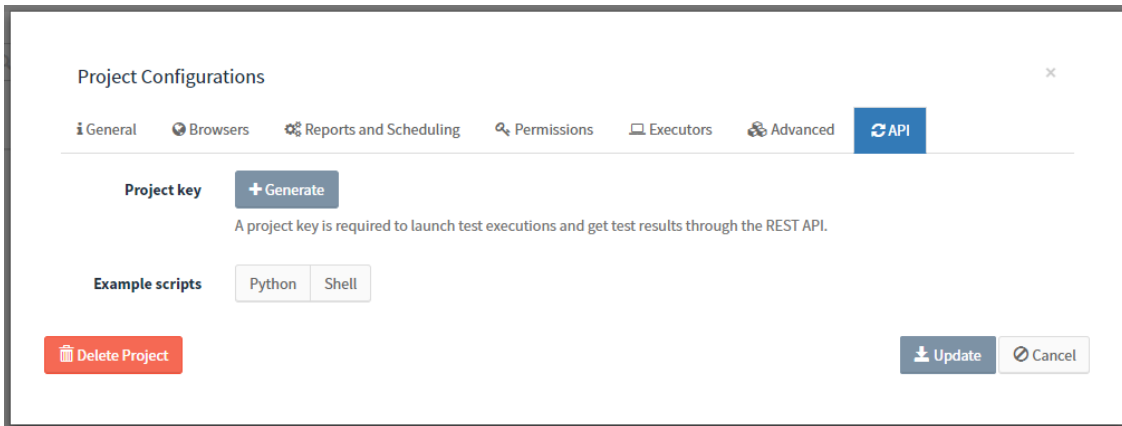 Project Configurations
×
General Browsers Reports and Scheduling Permissions Executors Advanced API
Project key Generate
A project key is required to launch test executions and get test results through the REST API.
Example scripts Python Shell
Delete Project Update Cancel